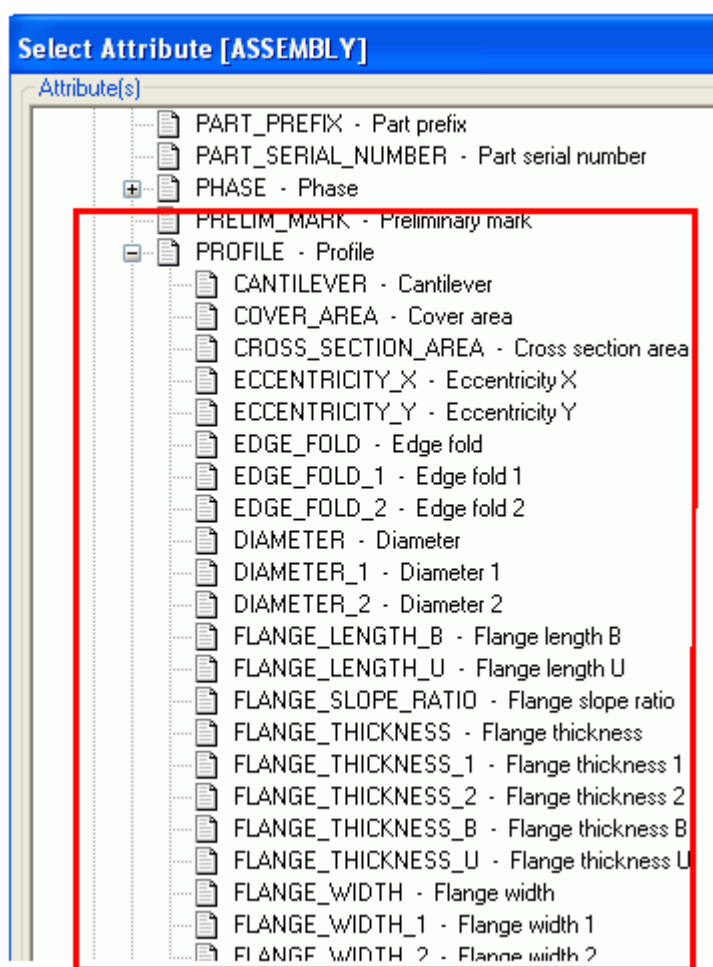 Select Attribute [ASSEMBLY]
Attribute(s)
PART_PREFIX - Part prefix
PART_SERIAL_NUMBER - Part serial number
PHASE - Phase
PRELIM_MARK - Preliminary mark
PROFILE - Profile
CANTILEVER - Cantilever
COVER_AREA - Cover area
CROSS_SECTION_AREA - Cross section area
ECCENTRICITY_X - Eccentricity X
ECCENTRICITY_Y - Eccentricity Y
EDGE_FOLD - Edge fold
EDGE_FOLD_1 - Edge fold 1
EDGE_FOLD_2 - Edge fold 2
DIAMETER - Diameter
DIAMETER_1 - Diameter 1
DIAMETER_2 - Diameter 2
FLANGE_LENGTH_B - Flange length B
FLANGE_LENGTH_U - Flange length U
FLANGE_SLOPE_RATIO - Flange slope ratio
FLANGE_THICKNESS - Flange thickness
FLANGE_THICKNESS_1 - Flange thickness 1
FLANGE_THICKNESS_2 - Flange thickness 2
FLANGE_THICKNESS_B - Flange thickness B
FLANGE_THICKNESS_U - Flange thickness U
FLANGE_WIDTH - Flange width
FLANGE_WIDTH_1 - Flange width 1
FLANGE_WIDTH_2 - Flange width 2